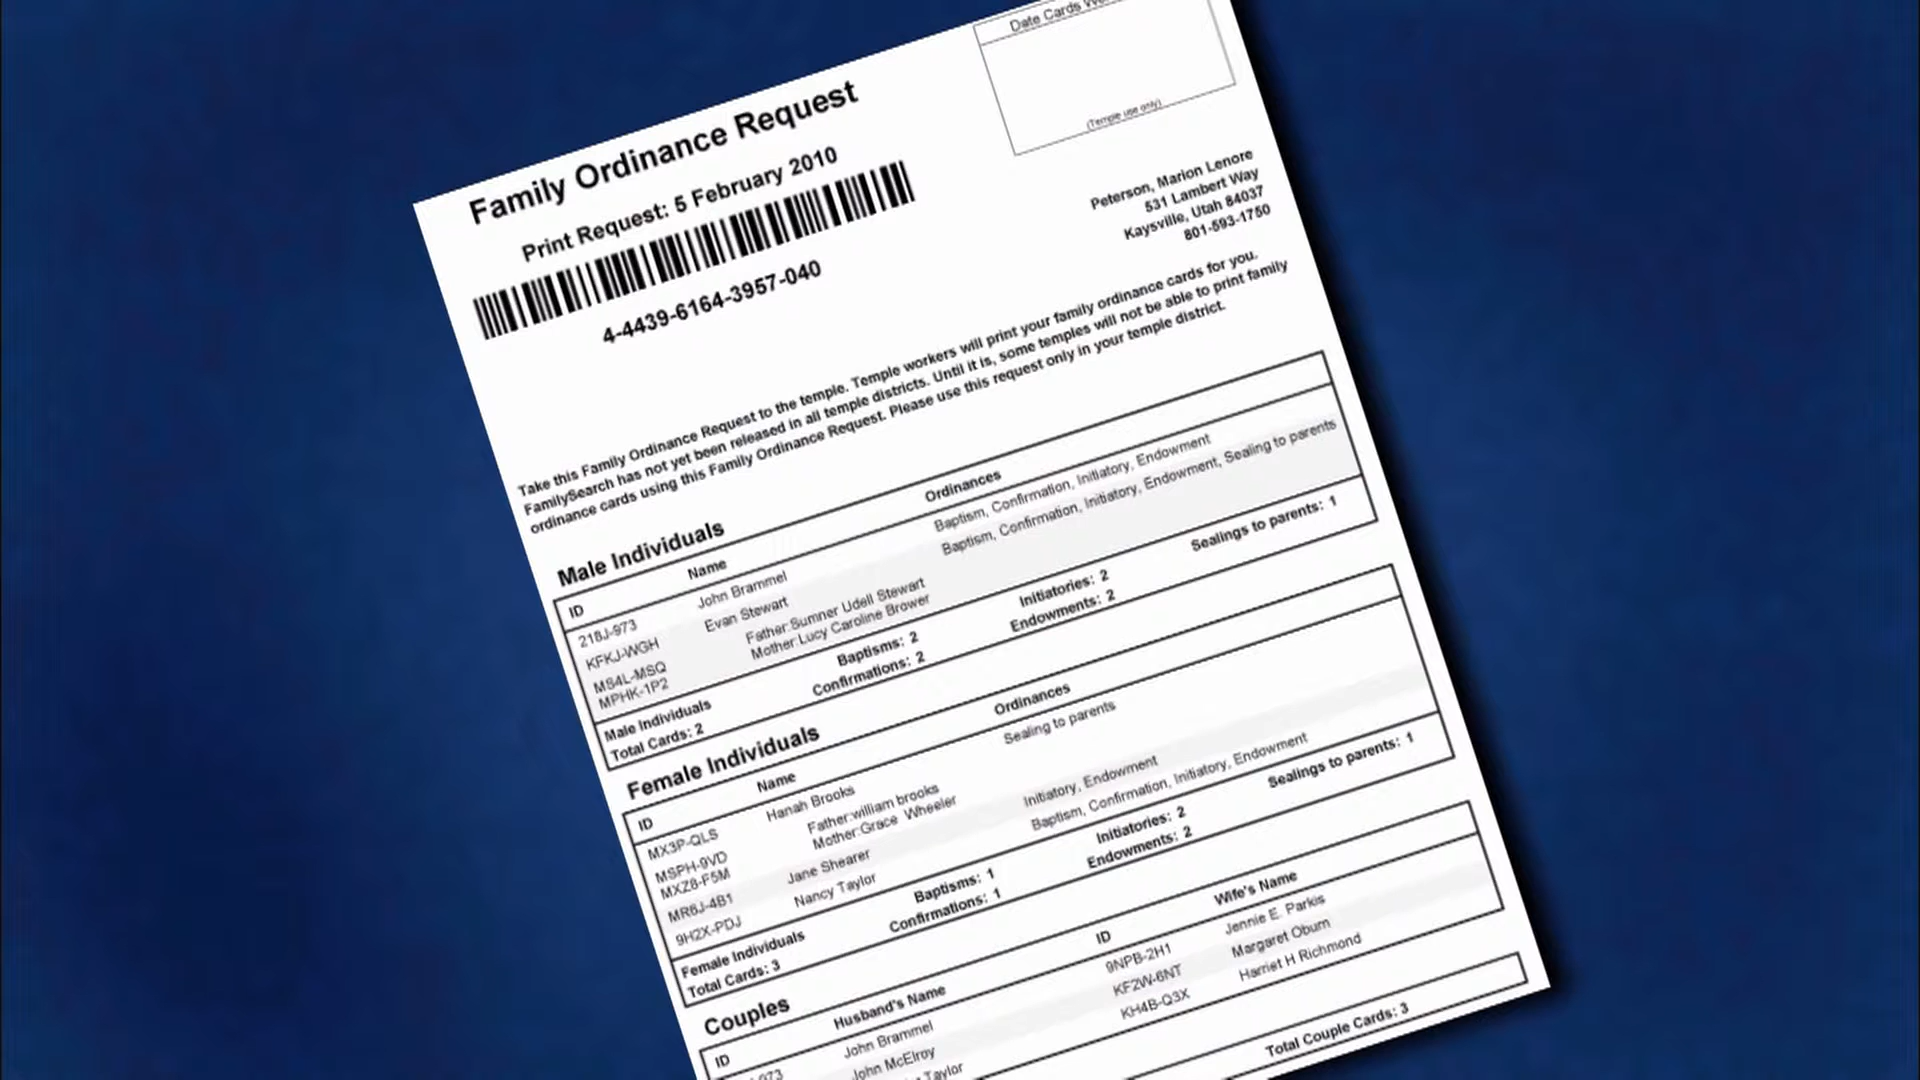 Date Cards
(Temple use only)
Family Ordinance Request
Print Request: 5 February 2010
4-4439-6164-3957-040
Peterson, Marion Lenore
531 Lambert Way
Kaysville, Utah 84037
801-593-1750
Take this Family Ordinance Request to the temple. Temple workers will print your family ordinance cards for you.
FamilySearch has not yet been released in all temple districts. Until it is, some temples will not be able to print family
ordinance cards using this Family Ordinance Request. Please use this request only in your temple district.
Male Individuals
ID Name Ordinances
218J-973 John Brammel Baptism, Confirmation, Initiatory, Endowment
KFKJ-WGH Evan Stewart Baptism, Confirmation, Initiatory, Endowment, Sealing to parents
MS4L-MSQ Father:Sumner Udell Stewart
MPHK-1P2 Mother:Lucy Caroline Brower
Male Individuals Baptisms: 2 Initiatories: 2 Sealings to parents: 1
Total Cards: 2 Confirmations: 2 Endowments: 2
Female Individuals
ID Name Ordinances
MX3P-QLS Hanah Brooks Sealing to parents
MSPH-9VD Father:william brooks
MXZ8-F5M Mother:Grace Wheeler
MR6J-4B1 Jane Shearer Initiatory, Endowment
9H2X-PDJ Nancy Taylor Baptism, Confirmation, Initiatory, Endowment
Female Individuals Baptisms: 1 Initiatories: 2 Sealings to parents: 1
Total Cards: 3 Confirmations: 1 Endowments: 2
Couples
ID Husband's Name ID Wife's Name
John Brammel 9NPB-2H1 Jennie E. Parkis
John McElroy KF2W-6NT Margaret Oburn
Taylor KH4B-Q3X Harriet H Richmond
Total Couple Cards: 3